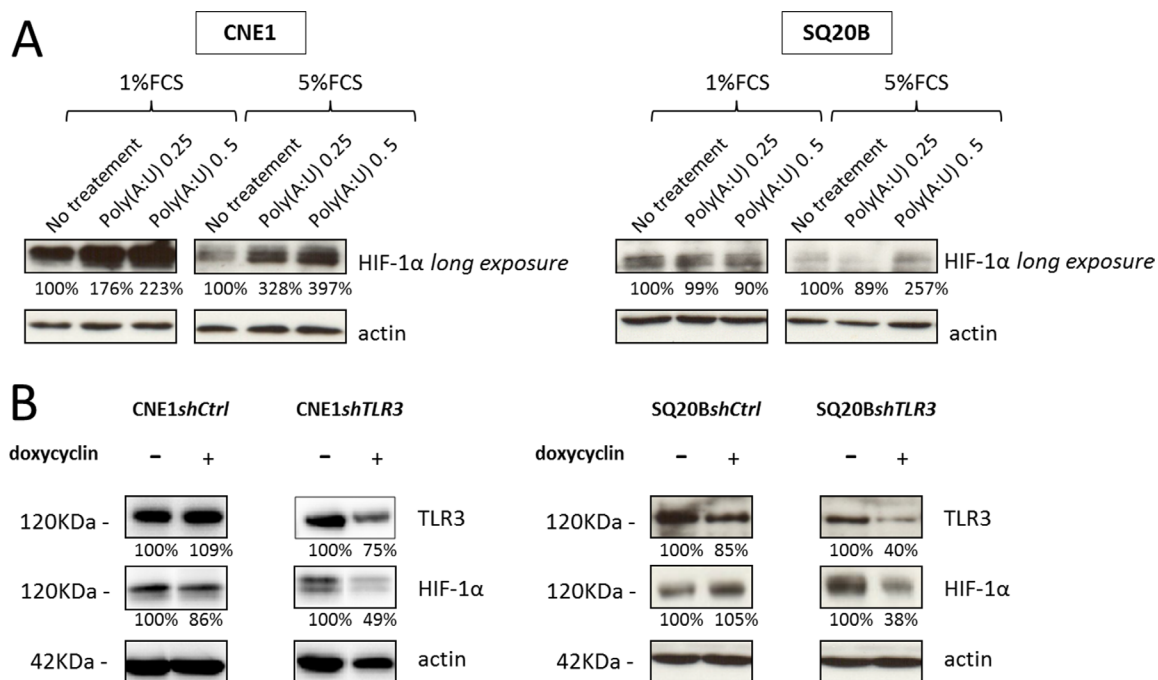 A
CNE1
SQ20B
1%FCS 5%FCS 1%FCS 5%FCS
No treatement Poly(A:U) 0.25 Poly(A:U) 0. 5 No treatement Poly(A:U) 0.25 Poly(A:U) 0. 5 No treatement Poly(A:U) 0.25 Poly(A:U) 0. 5 No treatement Poly(A:U) 0.25 Poly(A:U) 0. 5
HIF-1α long exposure HIF-1α long exposure
100% 176% 223% 100% 328% 397% 100% 99% 90% 100% 89% 257%
actin actin
B
CNE1shCtrl CNE1shTLR3 SQ20BshCtrl SQ20BshTLR3
doxycyclin - + - + doxycyclin - + - +
120KDa - TLR3 120KDa - TLR3
100% 109% 100% 75% 100% 85% 100% 40%
120KDa - HIF-1α 120KDa - HIF-1α
100% 86% 100% 49% 100% 105% 100% 38%
42KDa - actin 42KDa - actin